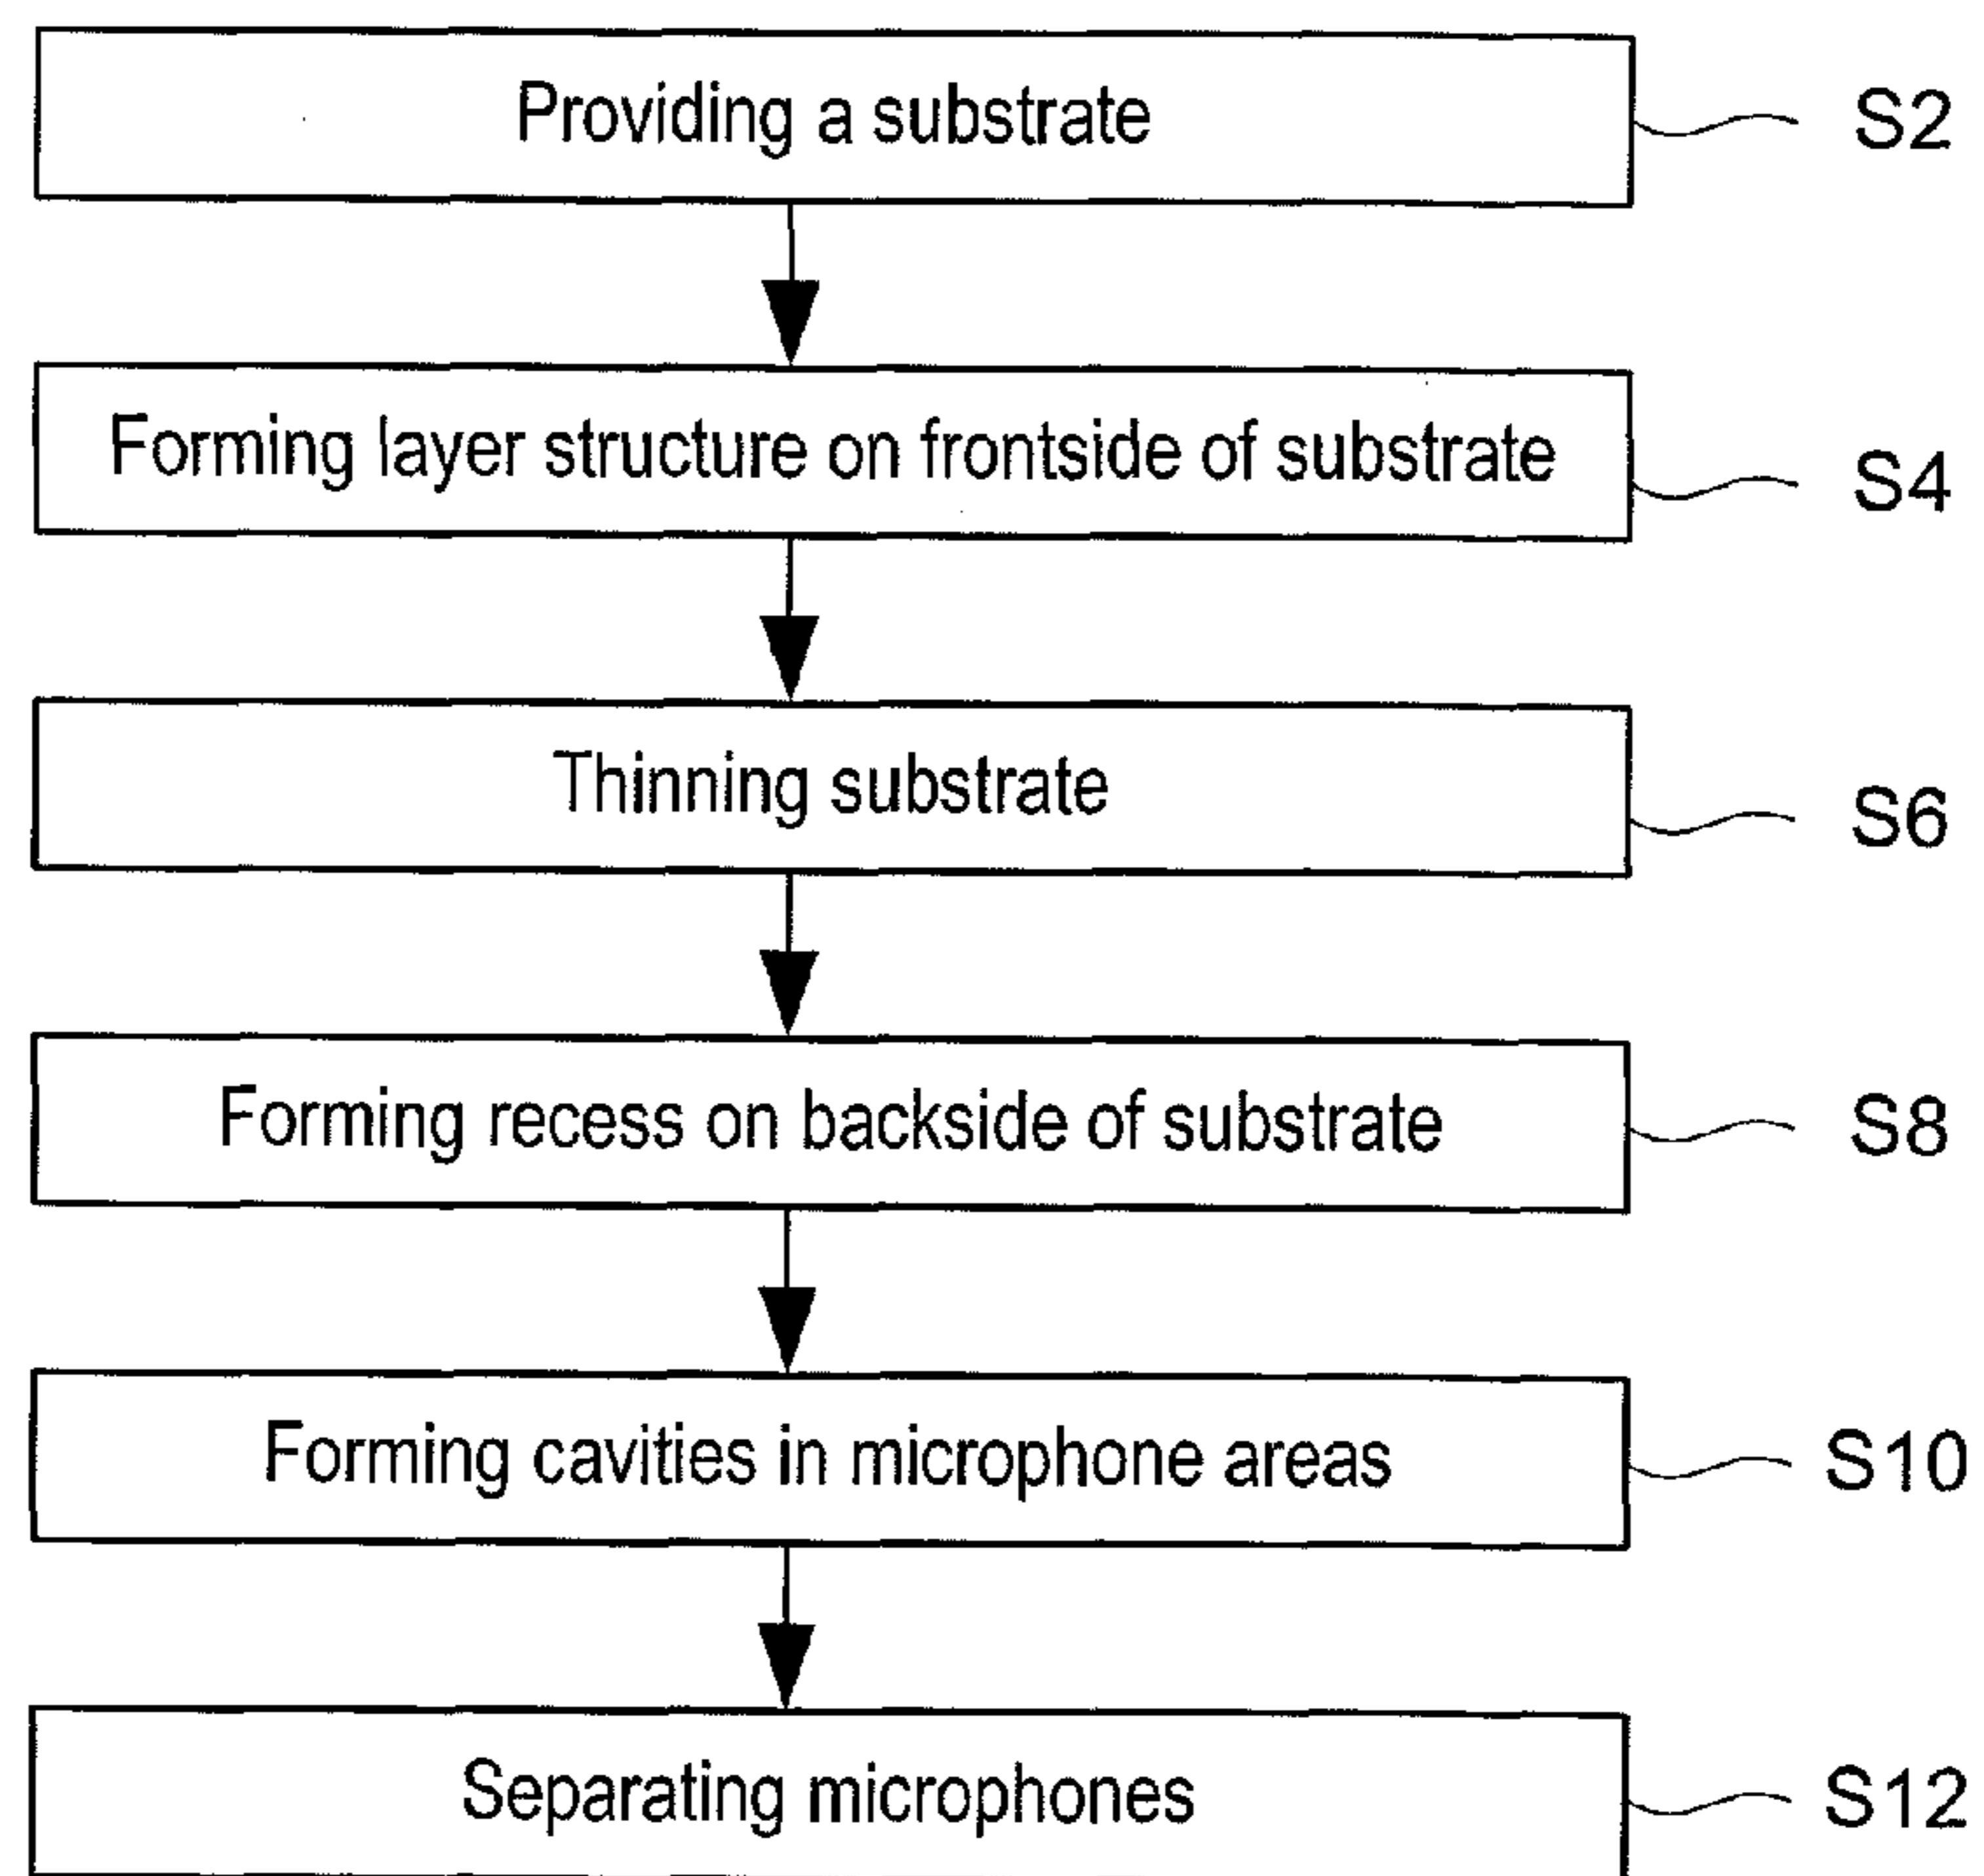 Providing a substrate
S2
Forming layer structure on frontside of substrate
S4
Thinning substrate
S6
Forming recess on backside of substrate
S8
Forming cavities in microphone areas
S10
Separating microphones
S12